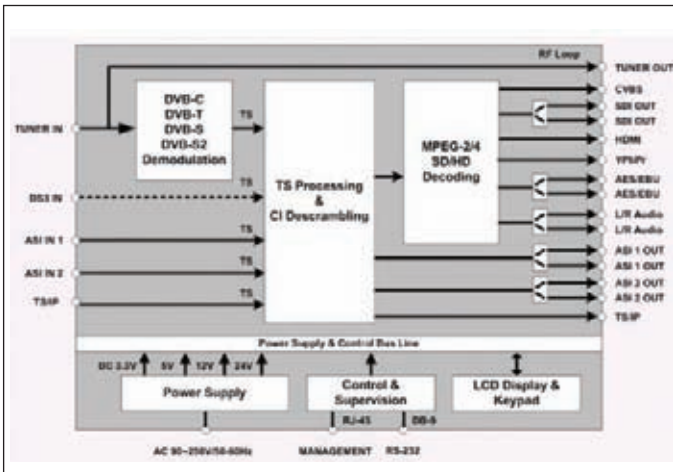 RF Loop
TUNER OUT
CVBS
SDI OUT
SDI OUT
HDMI
YPbPr
AES/EBU
AES/EBU
L/R Audio
L/R Audio
ASI 1 OUT
ASI 1 OUT
ASI 2 OUT
ASI 2 OUT
TS/IP
TUNER IN
DS3 IN
ASI IN 1
ASI IN 2
TS/IP
DVB-C
DVB-T
DVB-S
DVB-S2
Demodulation
TS
TS
TS
TS
TS
TS Processing
&
CI Descrambling
MPEG-2/4
SD/HD
Decoding
Power Supply & Control Bus Line
DC 3.3V 5V 12V 24V
Power Supply
Control &
Supervision
LCD Display &
Keypad
RJ-45 DB-9
AC 90~250V/50-60Hz MANAGEMENT RS-232